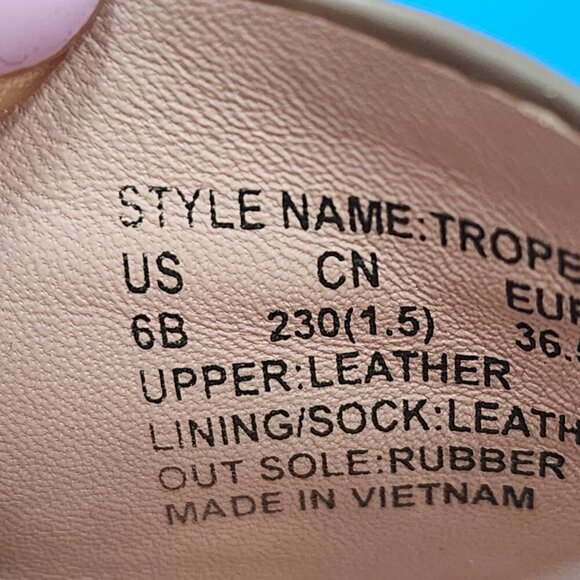 STYLE NAME:TROPE
US CN EUR
6B 230(1.5) 36.
UPPER:LEATHER
LINING/SOCK:LEATH
OUT SOLE:RUBBER
MADE IN VIETNAM